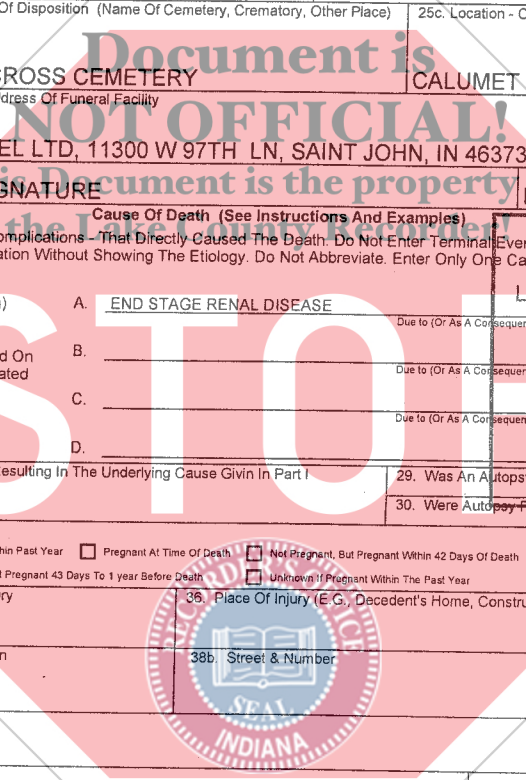 Of Disposition (Name Of Cemetery, Crematory, Other Place) 25c. Location - C
Document is
CROSS CEMETERY CALUMET
dress Of Funeral Facility
NOT OFFICIAL!
EL LTD, 11300 W 97TH LN, SAINT JOHN, IN 46373
is Document is the property
GNATURE
Cause Of Death (See Instructions And Examples)
the Lake County Recorder!
omplications - That Directly Caused The Death. Do Not Enter Terminal Even
ation Without Showing The Etiology. Do Not Abbreviate. Enter Only One Ca
) A. END STAGE RENAL DISEASE
Due to (Or As A Consequen
STOP
d On B.
ated
Due to (Or As A Consequen
C.
Due to (Or As A Consequen
D.
esulting In The Underlying Cause Givin In Part I 29. Was An Autops
30. Were Autopsy F
hin Past Year Pregnant At Time Of Death Not Pregnant, But Pregnant Within 42 Days Of Death
t Pregnant 43 Days To 1 year Before Death Unknown If Pregnant Within The Past Year
ry 36. Place Of Injury (E.G., Decedent's Home, Constru
RECORDER'S OFFICE
n 38b. Street & Number
SEAL
INDIANA